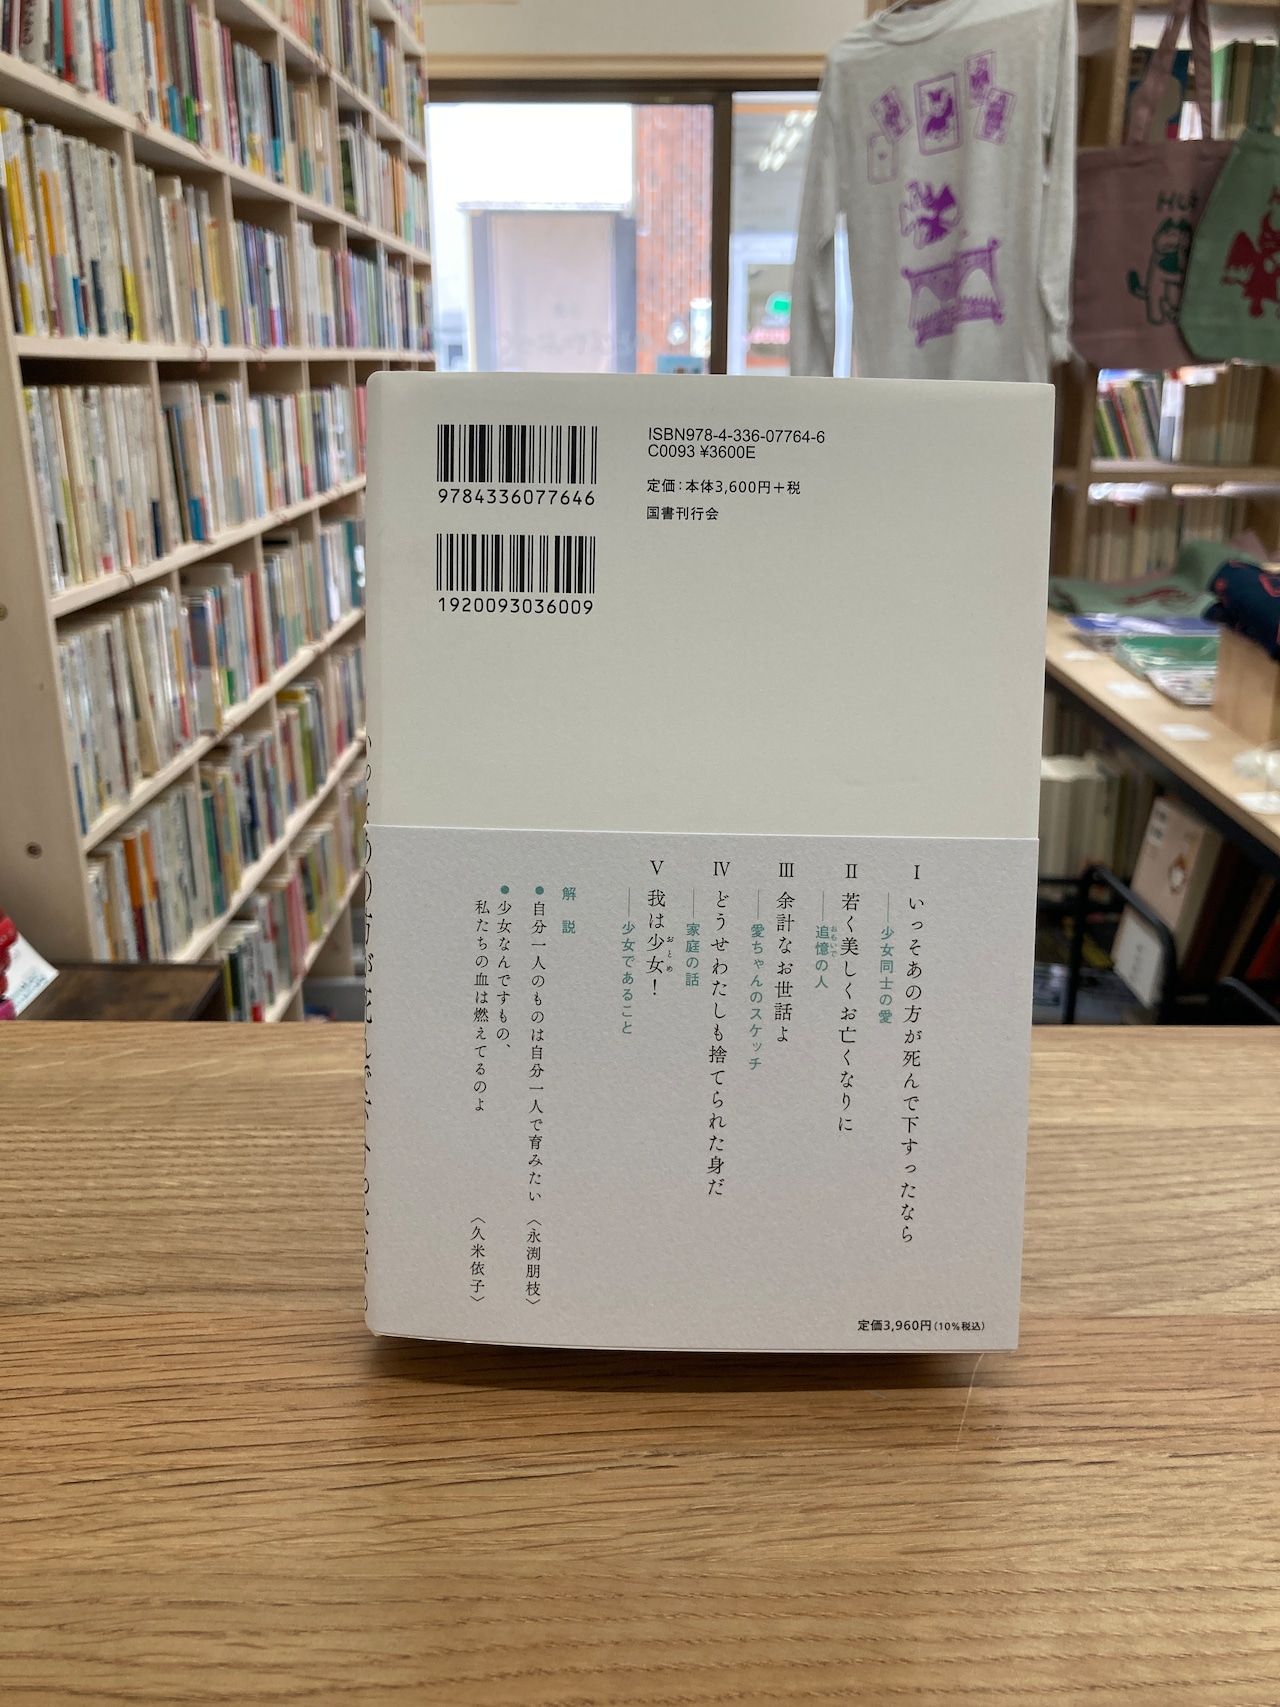 ISBN978-4-336-07764-6
C0093 ¥3600E
定価：本体3,600円＋税
国書刊行会
9784336077646
1920093036009
Ⅰ いっそあの方が死んで下すったなら
──少女同士の愛
Ⅱ 若く美しくお亡くなりに
──追憶の人
おもいで
Ⅲ 余計なお世話よ
──愛ちゃんのスケッチ
Ⅳ どうせわたしも捨てられた身だ
──家庭の話
Ⅴ 我は少女！
おとめ
──少女であること
解説
●自分一人のものは自分一人で育みたい 〈永渕朋枝〉
●少女なんですもの、
私たちの血は燃えてるのよ 〈久米依子〉
定価3,960円（10%税込）